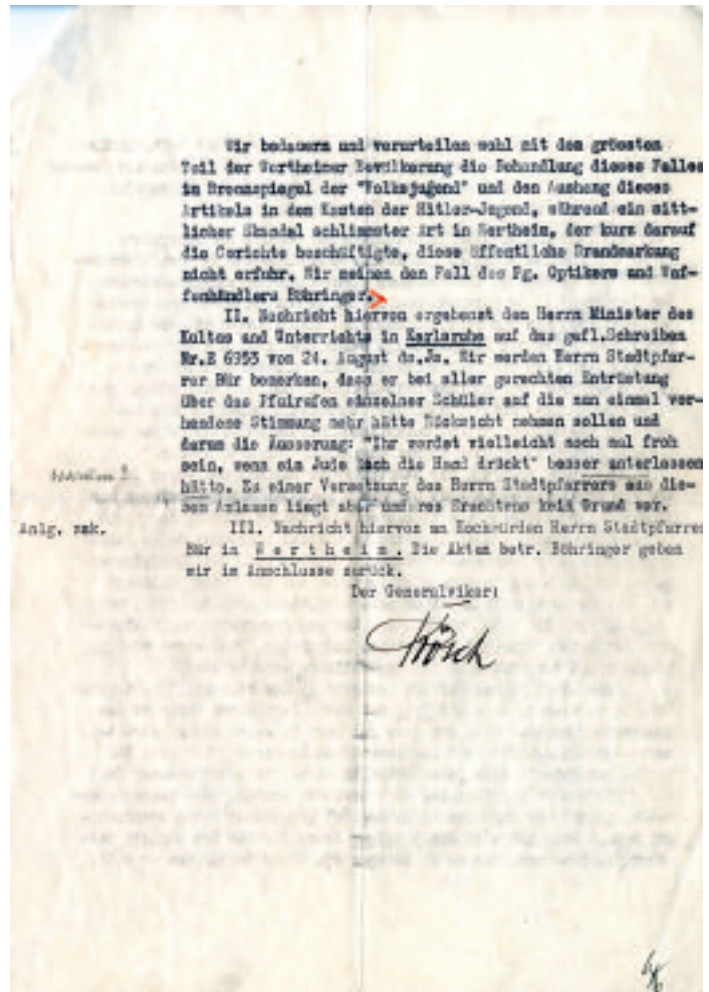 Wir bedauern und verurteilen wohl mit dem grössten
Teil der Wertheimer Bevölkerung die Behandlung dieses Falles
im Brennspiegel der "Volksjugend" und den Aushang dieses
Artikels in dem Kasten der Hitler-Jugend, während ein sitt-
licher Skandal schlimmster Art in Wertheim, der kurz darauf
die Gerichte beschäftigte, diese öffentliche Brandmarkung
nicht erfuhr. Wir meinen den Fall des Pg. Optikers und Waf-
fenhändlers Böhringer.
II. Nachricht hiervon ergebenst dem Herrn Minister des
Kultus und Unterrichts in Karlsruhe auf das gefl.Schreiben
Nr.E 6953 vom 24. August ds.Js. Wir werden Herrn Stadtpfar-
rer Bär bemerken, dass er bei aller gerechten Entrüstung
über das Pfuirufen einzelner Schüler auf die nun einmal vor-
handene Stimmung mehr hätte Rücksicht nehmen sollen und
darum die Äusserung: "Ihr werdet vielleicht noch mal froh
sein, wenn ein Jude Euch die Hand drückt" besser unterlassen
hätte. Zu einer Versetzung des Herrn Stadtpfarrers aus die-
sem Anlasse liegt aber unseres Erachtens kein Grund vor.
Anlg. zuk.
III. Nachricht hiervon an Hochwürden Herrn Stadtpfarrer
Bär in Wertheim. Die Akten betr. Böhringer geben
wir im Anschlusse zurück.
Der Generalvikar:
Rösch